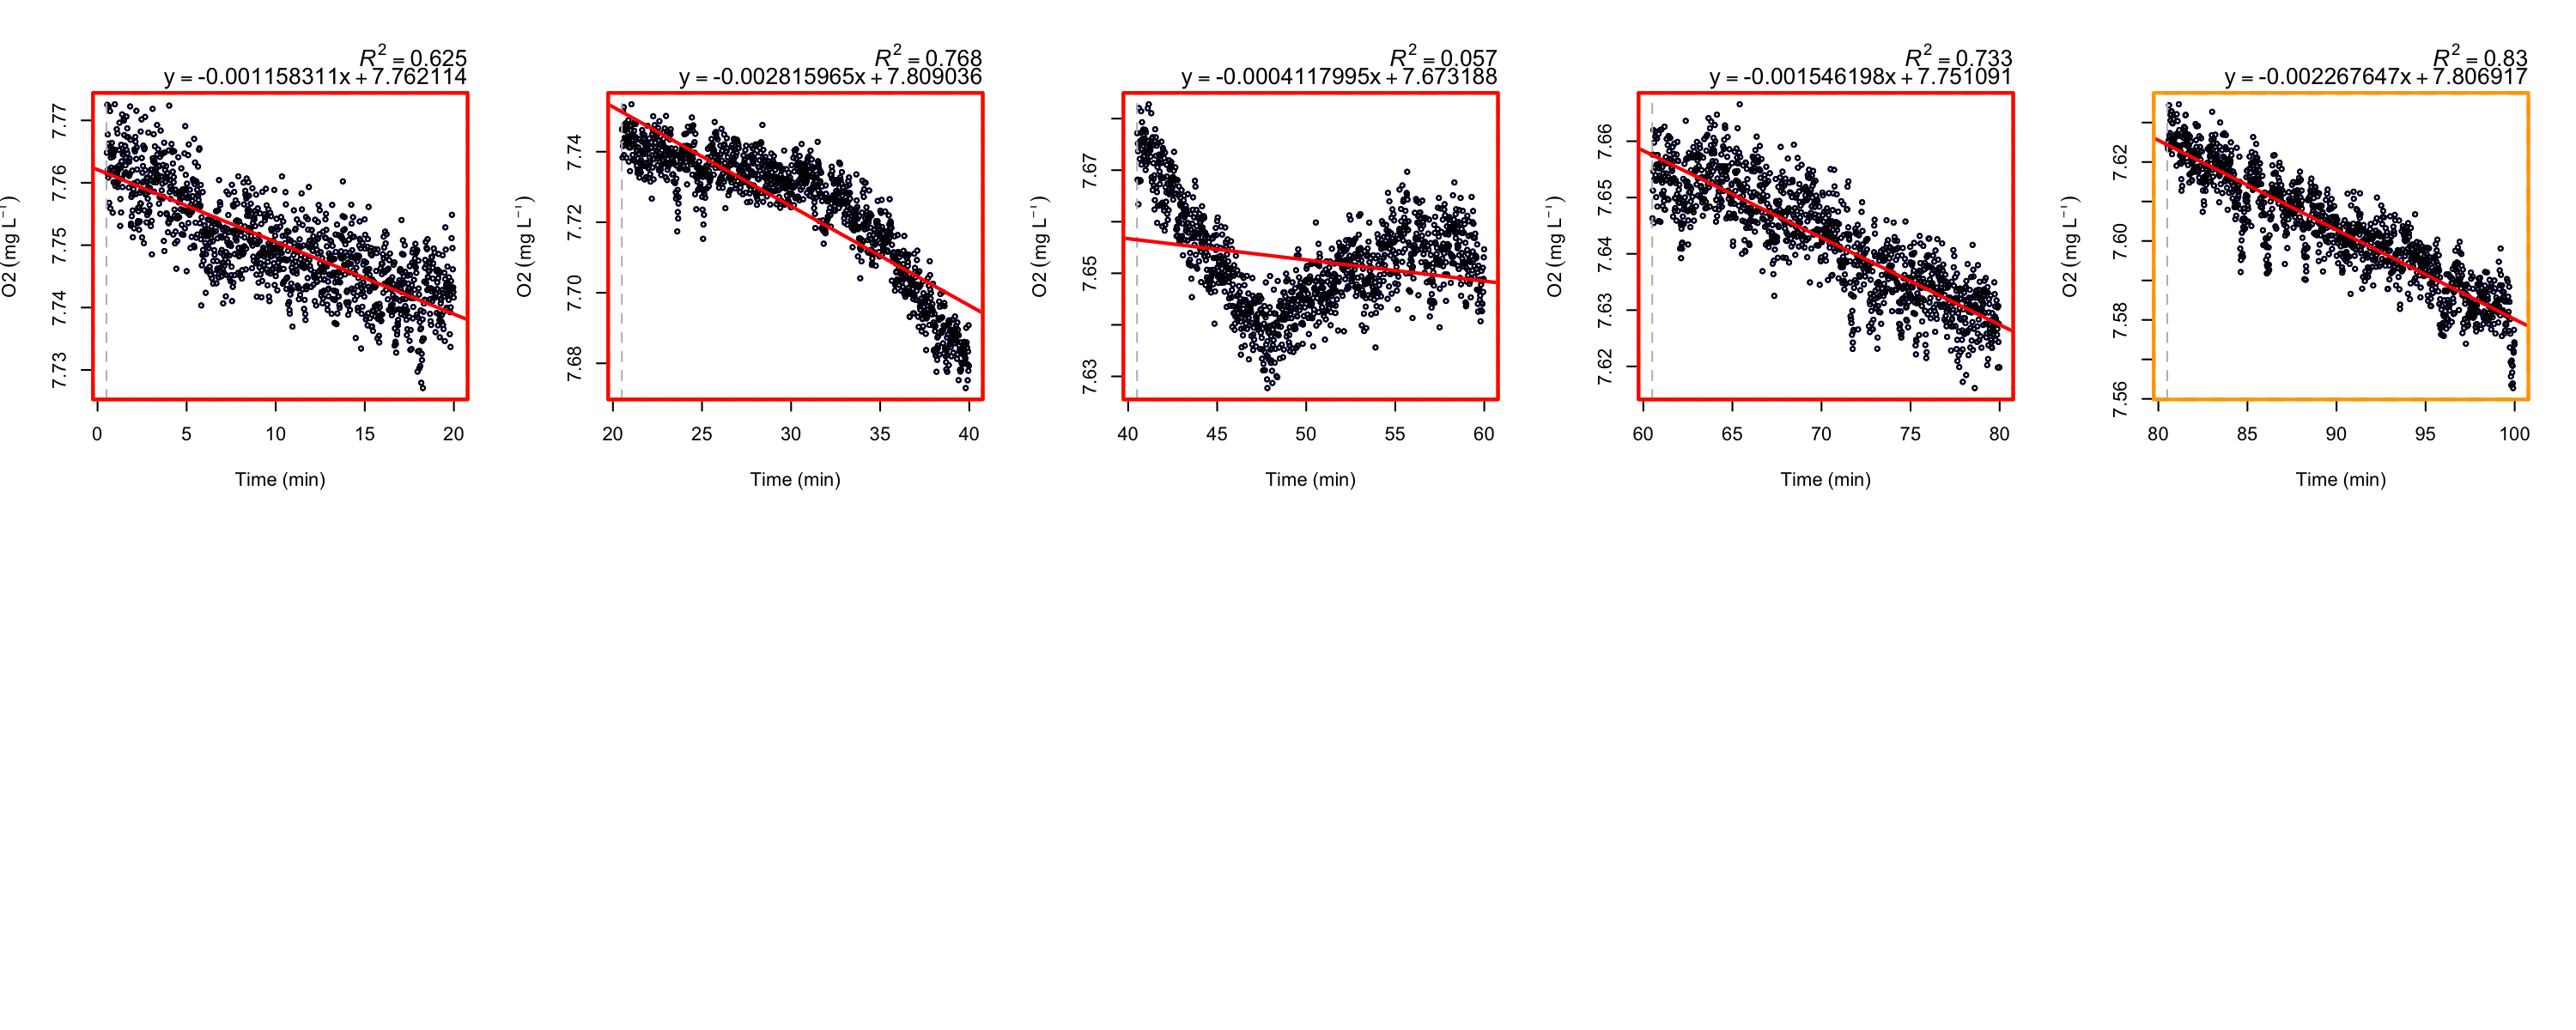 R² = 0.625
y = -0.001158311x + 7.762114
O2 (mg L⁻¹)
7.77
7.76
7.75
7.74
7.73
0 5 10 15 20
Time (min)
R² = 0.768
y = -0.002815965x + 7.809036
O2 (mg L⁻¹)
7.74
7.72
7.70
7.68
20 25 30 35 40
Time (min)
R² = 0.057
y = -0.0004117995x + 7.673188
O2 (mg L⁻¹)
7.67
7.65
7.63
40 45 50 55 60
Time (min)
R² = 0.733
y = -0.001546198x + 7.751091
O2 (mg L⁻¹)
7.66
7.65
7.64
7.63
7.62
60 65 70 75 80
Time (min)
R² = 0.83
y = -0.002267647x + 7.806917
O2 (mg L⁻¹)
7.62
7.60
7.58
7.56
80 85 90 95 100
Time (min)